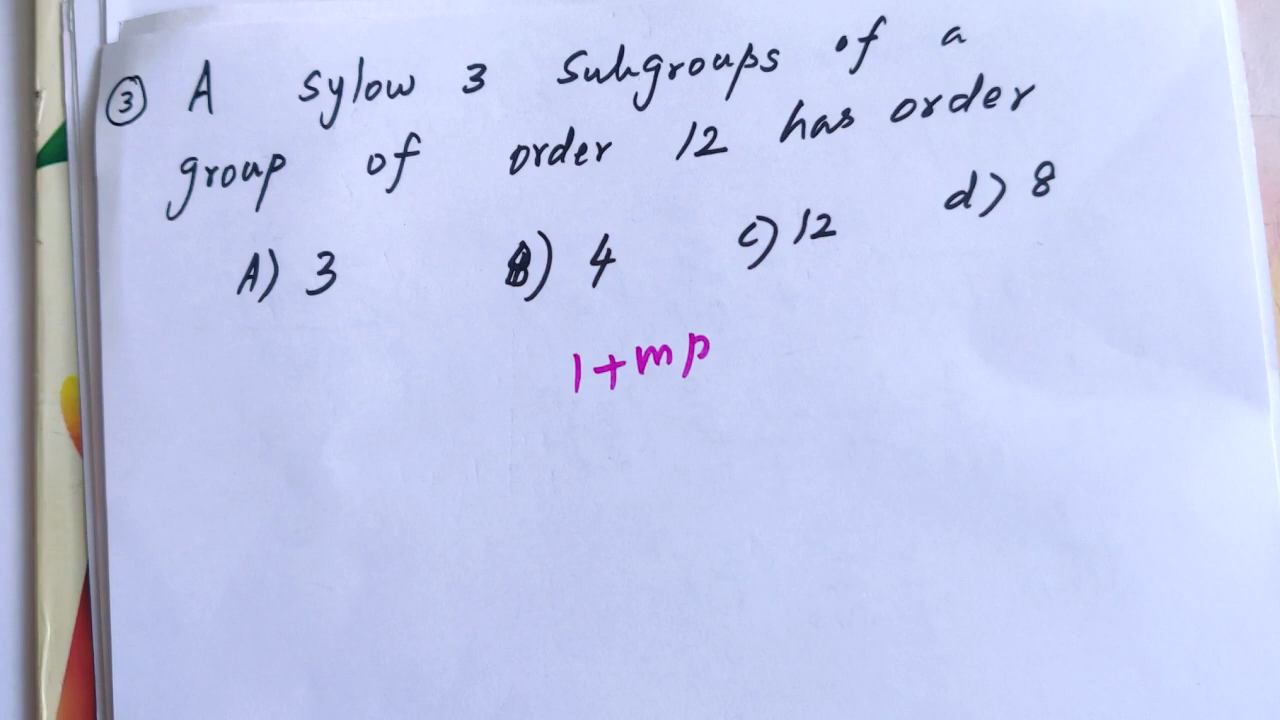 ③ A sylow 3 Subgroups of a
group of order 12 has order
A) 3 B) 4 c) 12 d) 8
1+mp